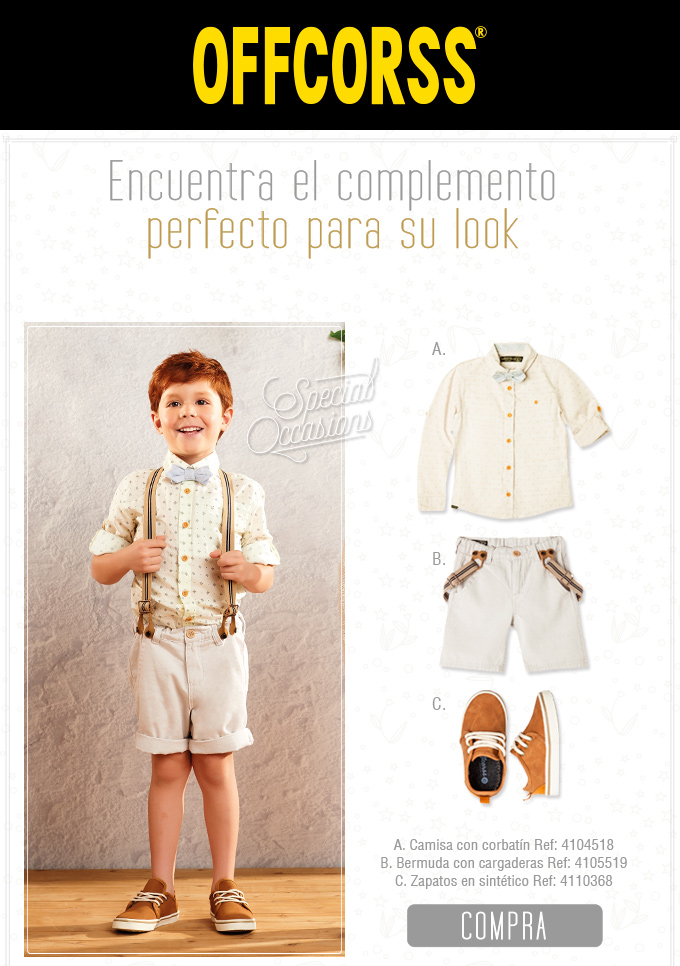 OFFCORSS®
Encuentra el complemento
perfecto para su look
Special
Occasions
A.
B.
C.
A. Camisa con corbatín Ref: 4104518
B. Bermuda con cargaderas Ref: 4105519
C. Zapatos en sintético Ref: 4110368
COMPRA